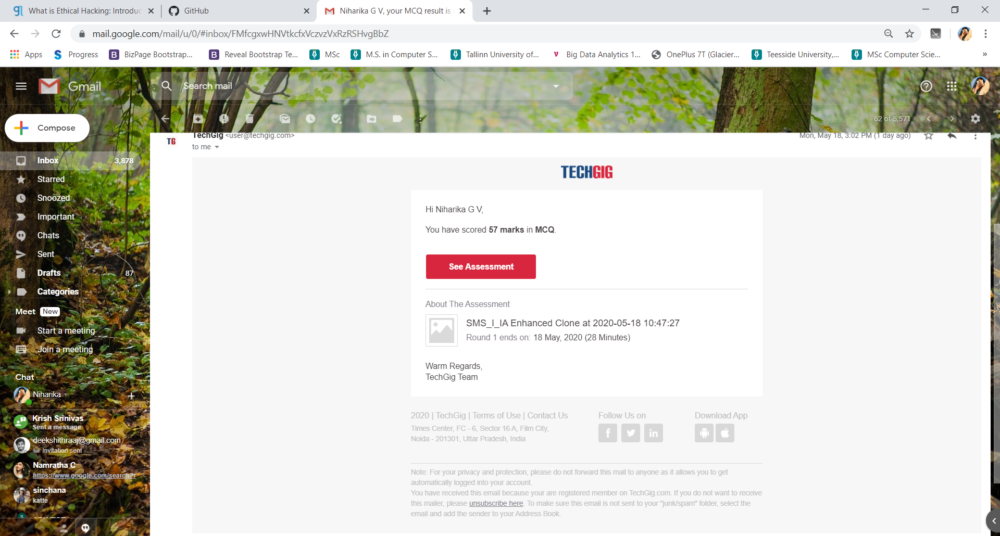 What is Ethical Hacking: Introduc
GitHub
Niharika G V, your MCQ result is
mail.google.com/mail/u/0/#inbox/FMfcgxwHNVtkcfxVczvzVxRzRSHvgBbZ
Apps
Progress
BizPage Bootstrap...
Reveal Bootstrap Te...
MSc
M.S. in Computer S...
Tallinn University of...
Big Data Analytics 1...
OnePlus 7T (Glacier...
Teesside University,...
MSc Computer Scie...
»
Gmail
Search mail
Compose
62 of 5,571
Inbox 3,878
Starred
Snoozed
Important
Chats
Sent
Drafts 87
Categories
Meet New
Start a meeting
Join a meeting
Chat
Niharika
Krish Srinivas
Sent a message
deekshithraaj@gmail.com
Invitation sent
Namratha C
https://www.google.com/search?r
sinchana
katte
S
TG
TechGig <user@techgig.com>
Mon, May 18, 3:02 PM (1 day ago)
to me
TECHGIG
Hi Niharika G V,
You have scored 57 marks in MCQ.
See Assessment
About The Assessment
SMS_I_IA Enhanced Clone at 2020-05-18 10:47:27
Round 1 ends on: 18 May, 2020 (28 Minutes)
Warm Regards,
TechGig Team
2020 | TechGig | Terms of Use | Contact Us
Times Center, FC - 6, Sector 16 A, Film City,
Noida - 201301, Uttar Pradesh, India
Follow Us on
Download App
Note: For your privacy and protection, please do not forward this mail to anyone as it allows you to get
automatically logged into your account.
You have received this email because your are registered member on TechGig.com. If you do not want to receive
this mailer, please unsubscribe here. To make sure this email is not sent to your "junk/spam" folder, select the
email and add the sender to your Address Book.